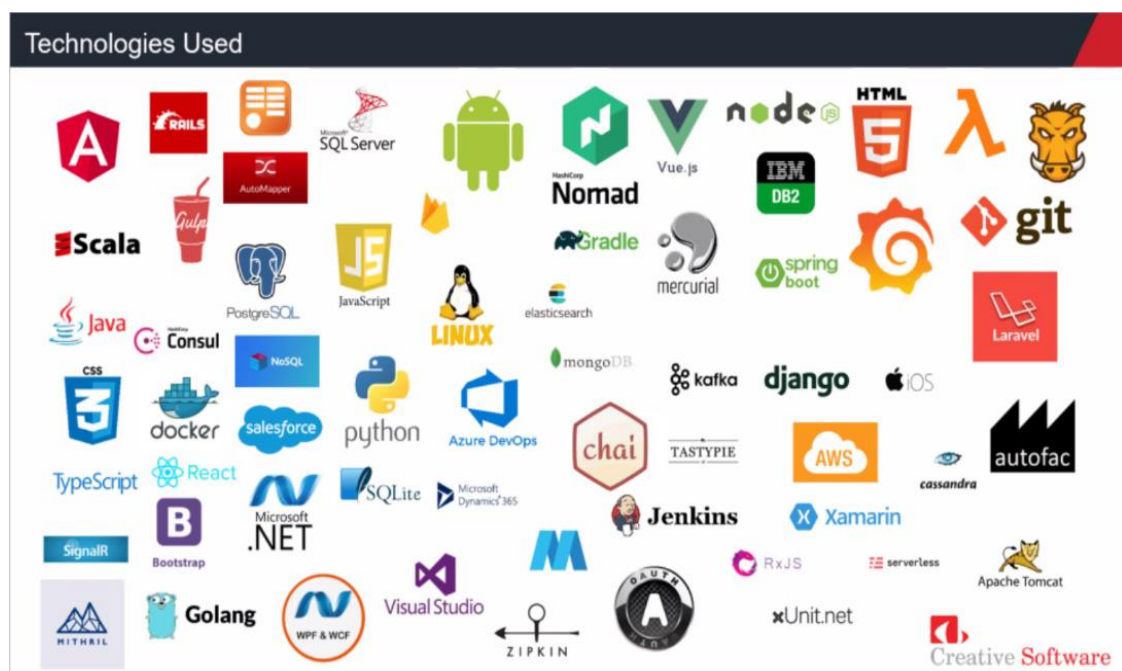 Technologies Used
RAILS
Microsoft®
SQL Server
AutoMapper
HashiCorp
Nomad
Vue.js
node
JS
IBM
DB2
HTML
5
λ
git
A
Scala
Gulp
PostgreSQL
JS
JavaScript
LINUX
Gradle
elasticsearch
mercurial
spring
boot
Laravel
Java
HashiCorp
Consul
NoSQL
mongoDB
kafka
django
iOS
CSS
3
docker
salesforce
python
Azure DevOps
chai
TASTYPIE
AWS
cassandra
autofac
TypeScript
React
Microsoft
.NET
SQLite
Microsoft
Dynamics 365
Jenkins
Xamarin
SignalR
B
Bootstrap
Visual Studio
RxJS
serverless
Apache Tomcat
MITHRIL
Golang
WPF & WCF
ZIPKIN
OAUTH
A
xUnit.net
Creative Software